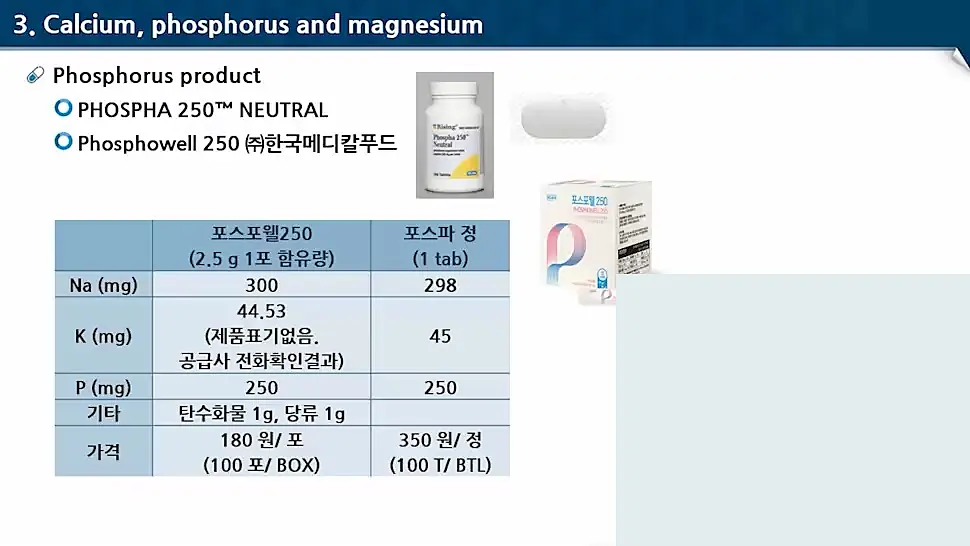 3. Calcium, phosphorus and magnesium
Phosphorus product
PHOSPHA 250™ NEUTRAL
Phosphowell 250 ㈜한국메디칼푸드
Rising®
Phospha 250™
Neutral
포스포웰250
PHOSPHOWELL 250
포스포웰250
(2.5 g 1포 함유량)
포스파 정
(1 tab)
Na (mg) 300 298
K (mg) 44.53
(제품표기없음.
공급사 전화확인결과) 45
P (mg) 250 250
기타 탄수화물 1g, 당류 1g
가격 180 원/ 포
(100 포/ BOX) 350 원/ 정
(100 T/ BTL)